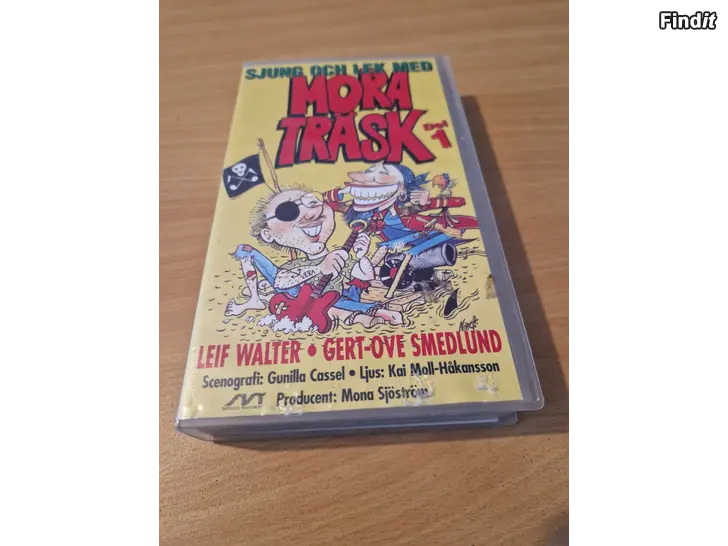 Findit
SJUNG OCH LEK MED
MORA
TRÄSK
Del
1
LEIF WALTER • GERT-OVE SMEDLUND
Scenografi: Gunilla Cassel • Ljus: Kai Moll-Håkansson
Producent: Mona Sjöström
SVT